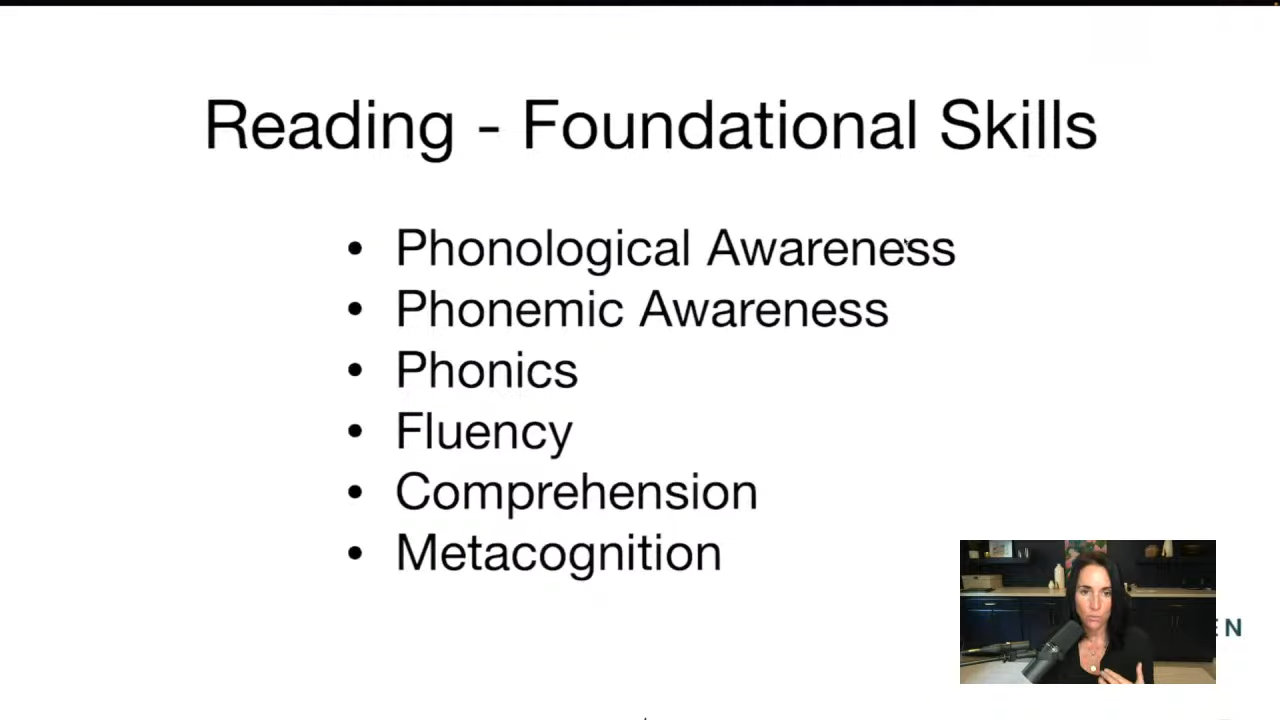 Reading - Foundational Skills
• Phonological Awareness
• Phonemic Awareness
• Phonics
• Fluency
• Comprehension
• Metacognition
N